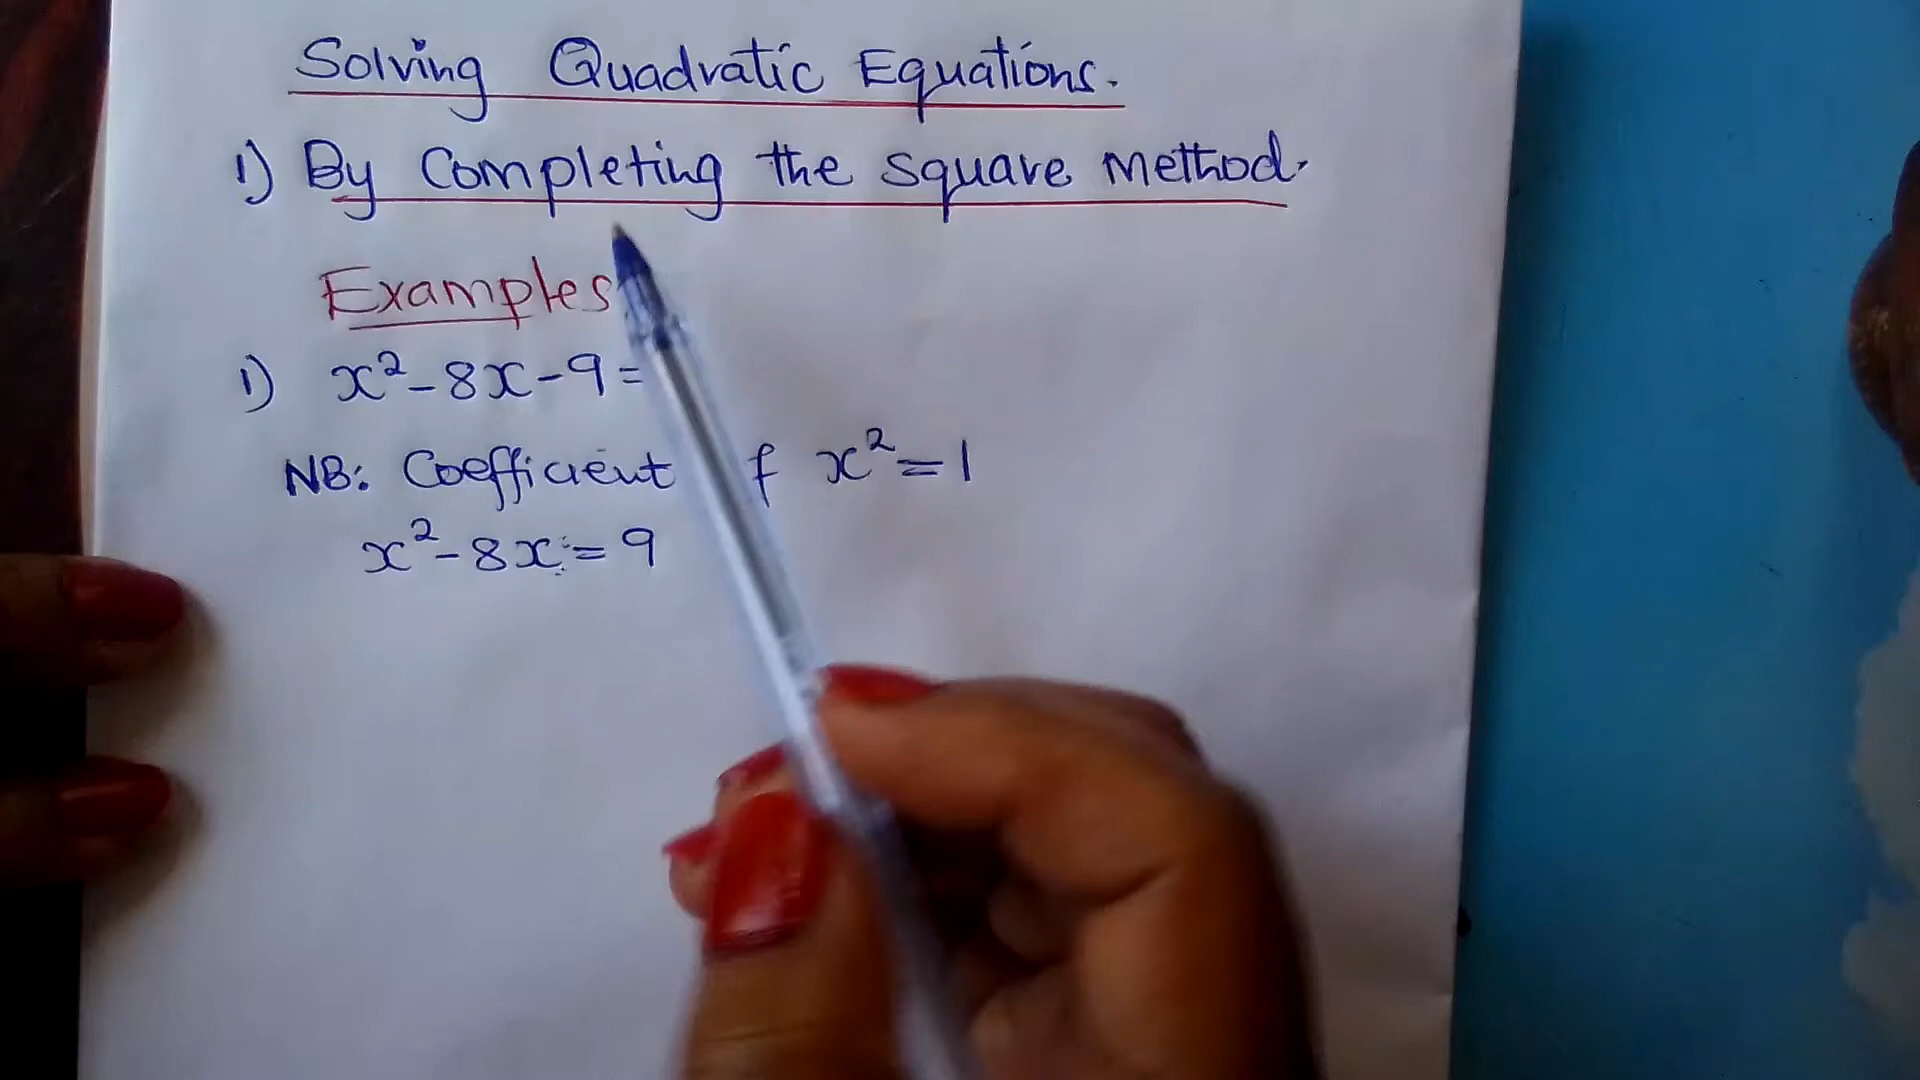 Solving Quadratic Equations.
1) By Completing the square method.
Examples
1) x²-8x-9=
NB: Coefficient f x²=1
x²-8x=9